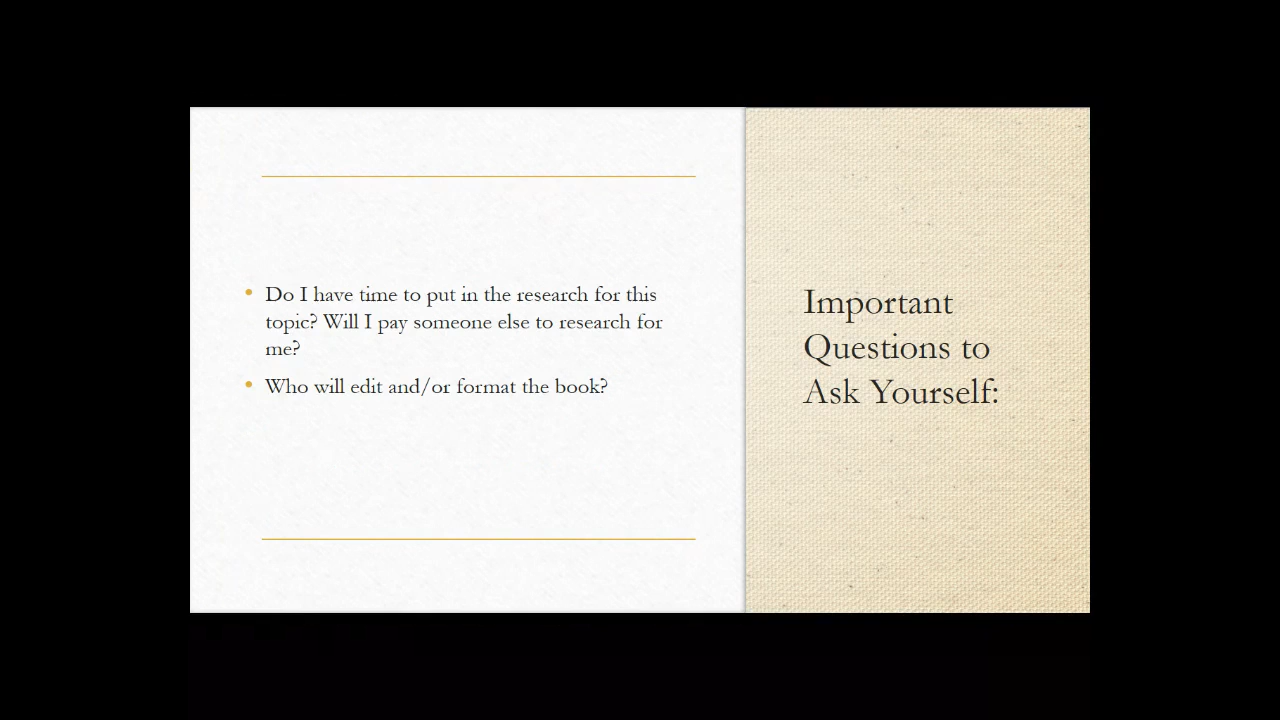 Do I have time to put in the research for this
topic? Will I pay someone else to research for
me?
Who will edit and/or format the book?
Important
Questions to
Ask Yourself: